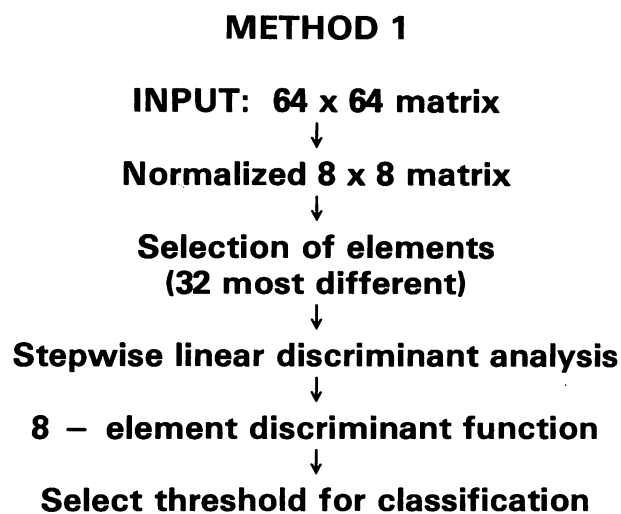 METHOD 1
INPUT: 64 x 64 matrix
↓
Normalized 8 x 8 matrix
↓
Selection of elements
(32 most different)
↓
Stepwise linear discriminant analysis
↓
8 – element discriminant function
↓
Select threshold for classification